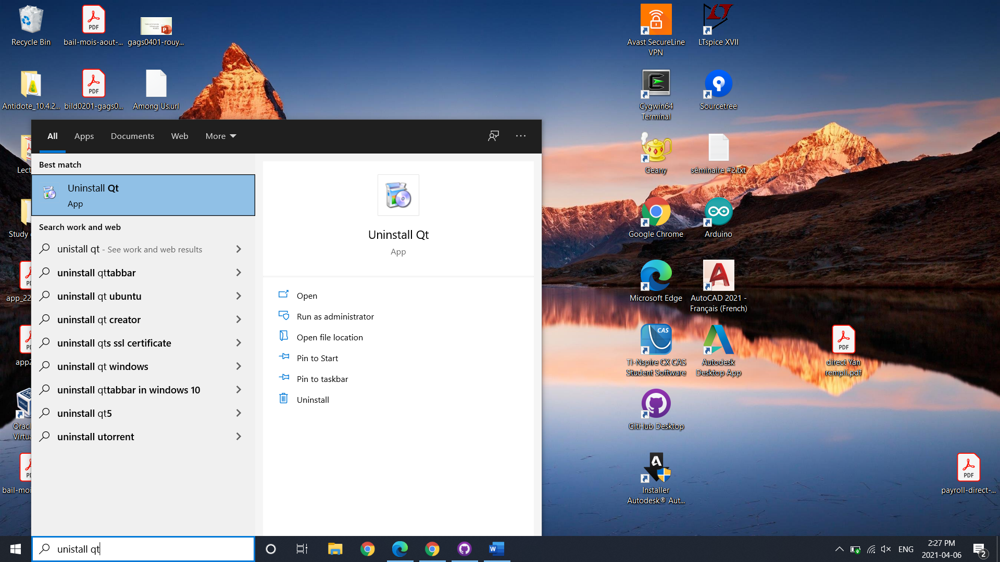 Recycle Bin
bail-mois-aout-...
gags0401-rouy...
Antidote_10.4.2...
bild0201-gags0...
Among Us.url
Avast SecureLine
VPN
LTspice XVII
Cygwin64
Terminal
Sourcetree
Geany
séminaire #2.txt
Google Chrome
Arduino
Microsoft Edge
AutoCAD 2021 -
Français (French)
TI-Nspire CX CAS
Student Software
Autodesk
Desktop App
direct Yan
rempli.pdf
GitHub Desktop
Installer
Autodesk® Aut...
payroll-direct-...
Lect
Study
app_22
app2
Oracl
Virtua
bail-moi
PDF
PDF
PDF
PDF
CAS
All
Apps
Documents
Web
More
Best match
Uninstall Qt
App
Search work and web
unistall qt - See work and web results
uninstall qttabbar
uninstall qt ubuntu
uninstall qt creator
uninstall qts ssl certificate
uninstall qt windows
uninstall qttabbar in windows 10
uninstall qt5
uninstall utorrent
Uninstall Qt
App
Open
Run as administrator
Open file location
Pin to Start
Pin to taskbar
Uninstall
unistall qt
ENG
2:27 PM
2021-04-06
2